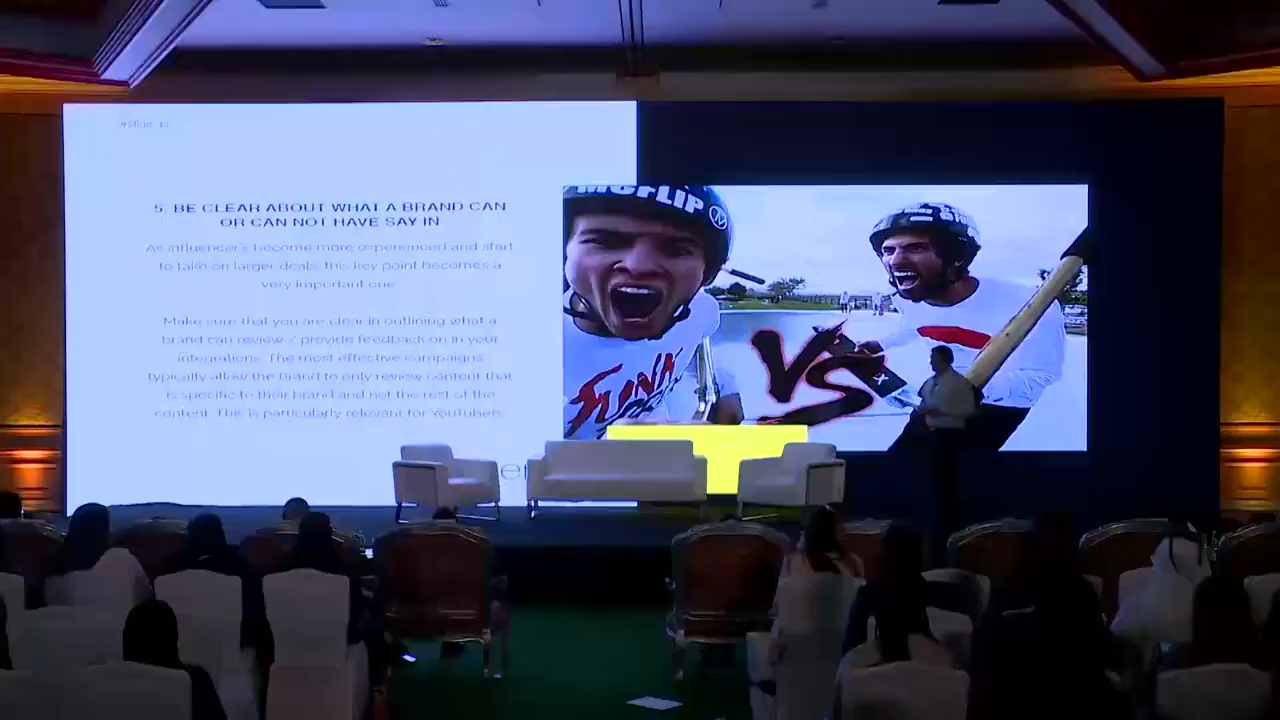 Slide
5. BE CLEAR ABOUT WHAT A BRAND CAN
OR CAN NOT HAVE SAY IN
As influencer's become more experienced and start
to take on larger deals, this key point becomes a
very important one.
Make sure that you are clear in outlining what a
brand can review / provide feedback on in your
integrations. The most effective campaigns
typically allow the brand to only review content that
is specific to their brand and not the rest of the
content. This is particularly relevant for YouTubers.
VS